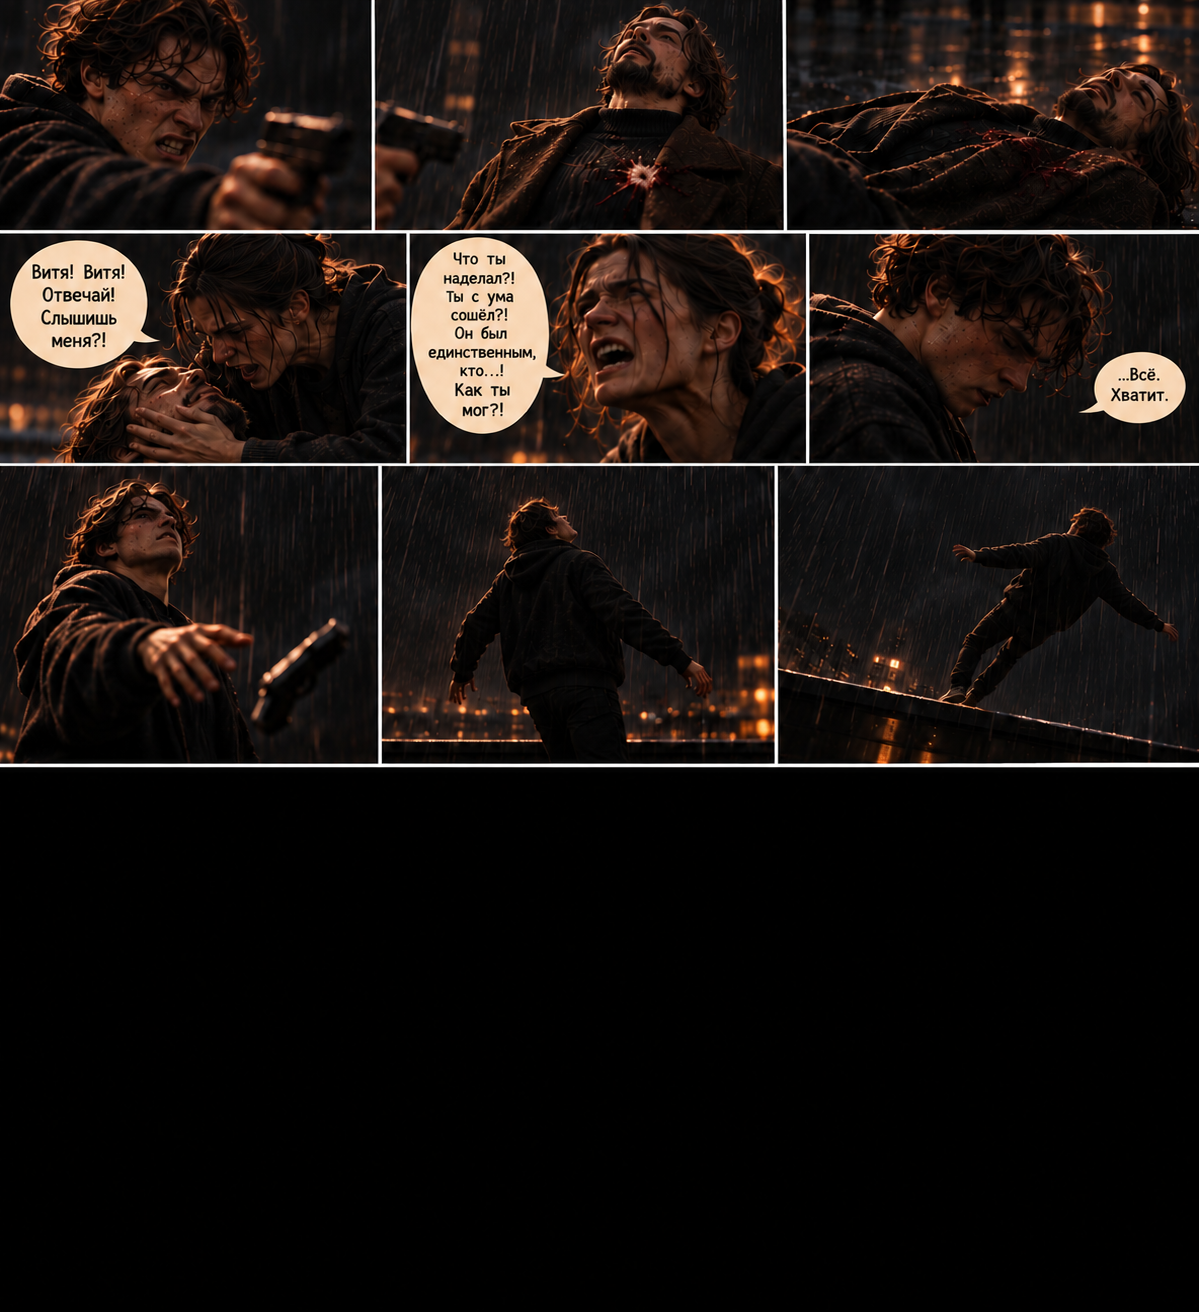 Витя! Витя!
Отвечай!
Слышишь
меня?!
Что ты
наделал?!
Ты с ума
сошёл?!
Он был
единственным,
кто...!
Как ты
мог?!
...Всё.
Хватит.